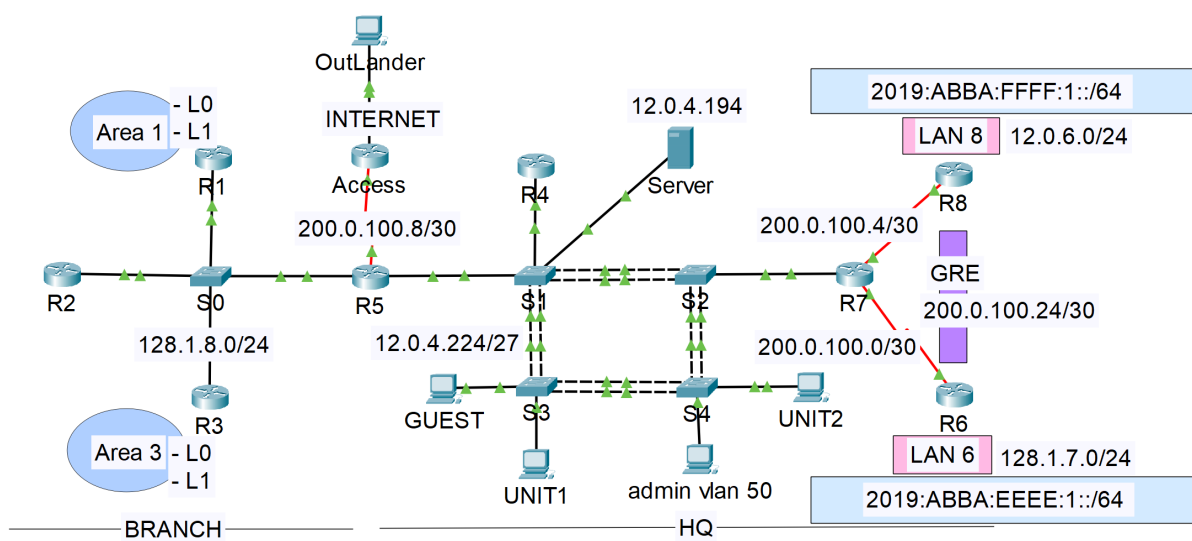 OutLander
- L0
Area 1
- L1
R1
INTERNET
Access
200.0.100.8/30
12.0.4.194
Server
R4
2019:ABBA:FFFF:1::/64
LAN 8
12.0.6.0/24
R8
200.0.100.4/30
GRE
200.0.100.24/30
R2
S0
R5
S1
S2
R7
128.1.8.0/24
12.0.4.224/27
200.0.100.0/30
R3
GUEST
S3
S4
UNIT2
R6
Area 3
- L0
- L1
UNIT1
admin vlan 50
LAN 6
128.1.7.0/24
2019:ABBA:EEEE:1::/64
BRANCH
HQ